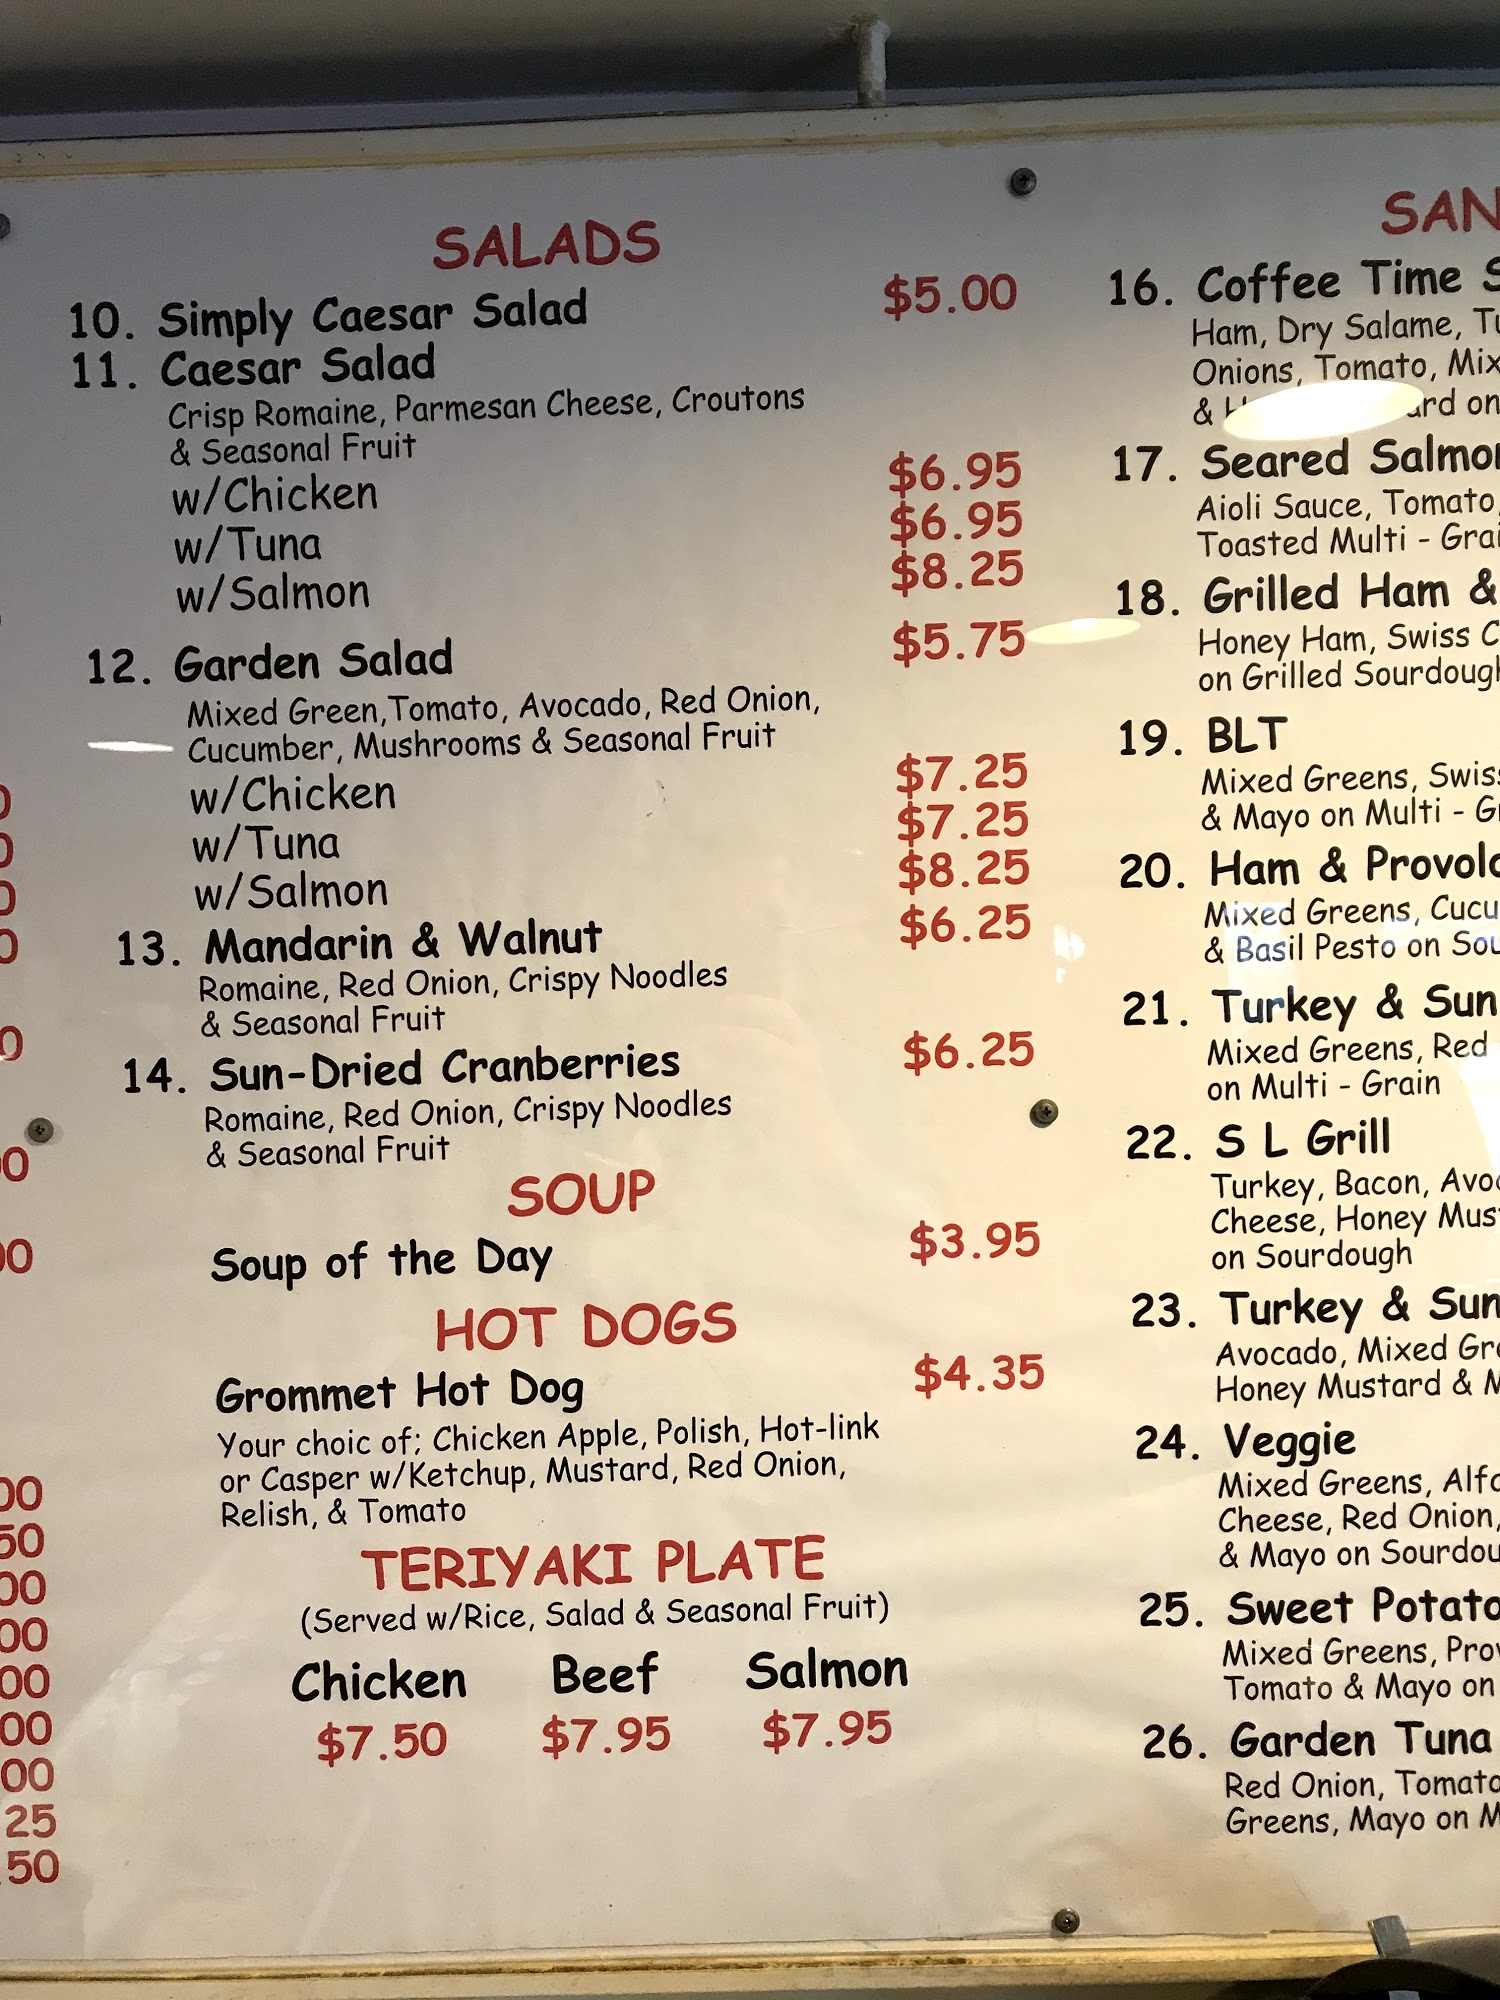 SALADS
10. Simply Caesar Salad $5.00
11. Caesar Salad
Crisp Romaine, Parmesan Cheese, Croutons
& Seasonal Fruit
w/Chicken $6.95
w/Tuna $6.95
w/Salmon $8.25
12. Garden Salad $5.75
Mixed Green,Tomato, Avocado, Red Onion,
Cucumber, Mushrooms & Seasonal Fruit
w/Chicken $7.25
w/Tuna $7.25
w/Salmon $8.25
13. Mandarin & Walnut $6.25
Romaine, Red Onion, Crispy Noodles
& Seasonal Fruit
14. Sun-Dried Cranberries $6.25
Romaine, Red Onion, Crispy Noodles
& Seasonal Fruit
SOUP
Soup of the Day $3.95
HOT DOGS
Grommet Hot Dog $4.35
Your choic of; Chicken Apple, Polish, Hot-link
or Casper w/Ketchup, Mustard, Red Onion,
Relish, & Tomato
TERIYAKI PLATE
(Served w/Rice, Salad & Seasonal Fruit)
Chicken Beef Salmon
$7.50 $7.95 $7.95
SAN
16. Coffee Time
Ham, Dry Salame,
Onions, Tomato,
& on
17. Seared
Aioli Sauce, Tomato,
Toasted Multi -
18. Grilled Ham &
Honey Ham, Swiss
on Grilled
19. BLT
Mixed Greens,
& Mayo on Multi -
20. Ham &
Mixed Greens,
& Basil Pesto on
21. Turkey & Sun
Mixed Greens, Red
on Multi - Grain
22. S L Grill
Turkey, Bacon,
Cheese, Honey
on Sourdough
23. Turkey & Sun
Avocado, Mixed
Honey Mustard &
24. Veggie
Mixed Greens,
Cheese, Red Onion,
& Mayo on
25. Sweet
Mixed Greens,
Tomato & Mayo on
26. Garden Tuna
Red Onion,
Greens, Mayo on